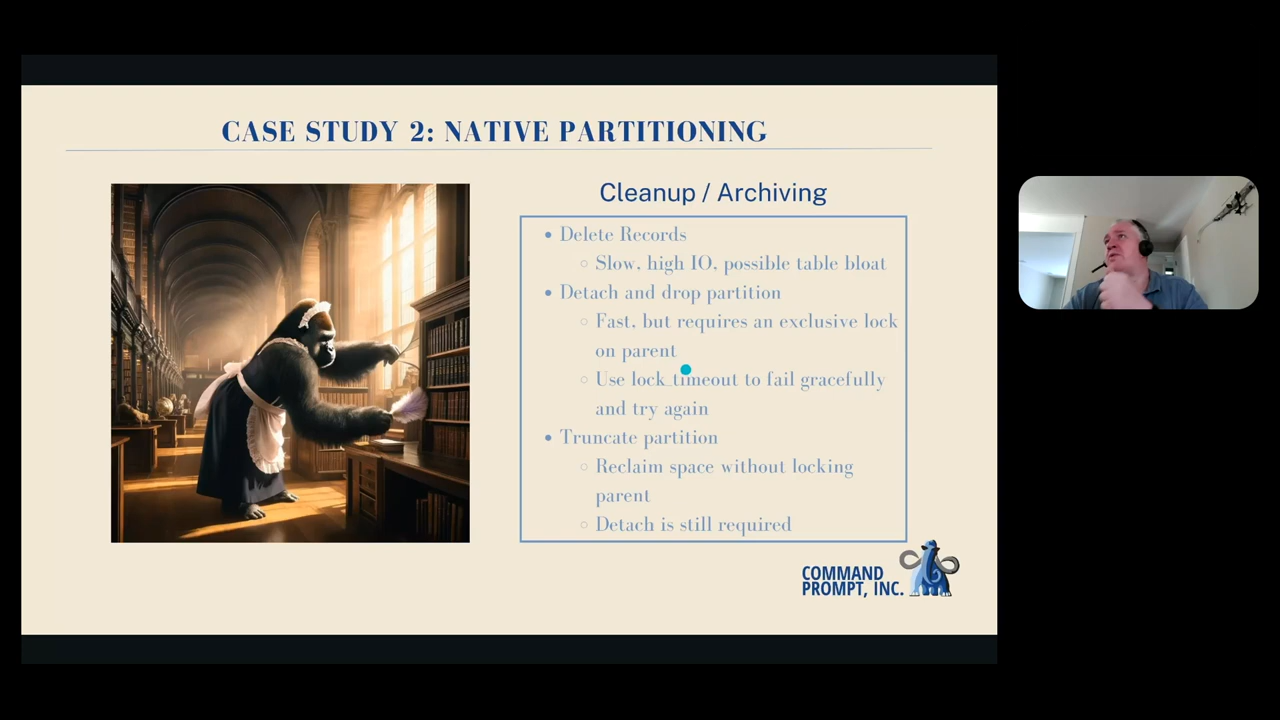 CASE STUDY 2: NATIVE PARTITIONING
Cleanup / Archiving
• Delete Records
○ Slow, high IO, possible table bloat
• Detach and drop partition
○ Fast, but requires an exclusive lock
on parent
○ Use lock_timeout to fail gracefully
and try again
• Truncate partition
○ Reclaim space without locking
parent
○ Detach is still required
COMMAND
PROMPT, INC.